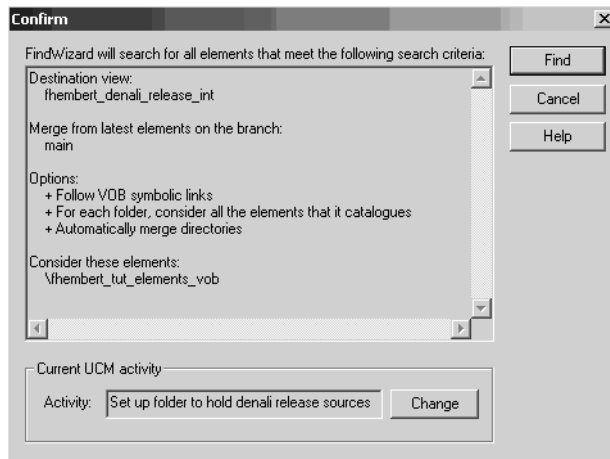 Confirm
FindWizard will search for all elements that meet the following search criteria:
Destination view:
fhembert_denali_release_int
Merge from latest elements on the branch:
main
Options:
+ Follow VOB symbolic links
+ For each folder, consider all the elements that it catalogues
+ Automatically merge directories
Consider these elements:
\fhembert_tut_elements_vob
Find
Cancel
Help
Current UCM activity
Activity: Set up folder to hold denali release sources Change